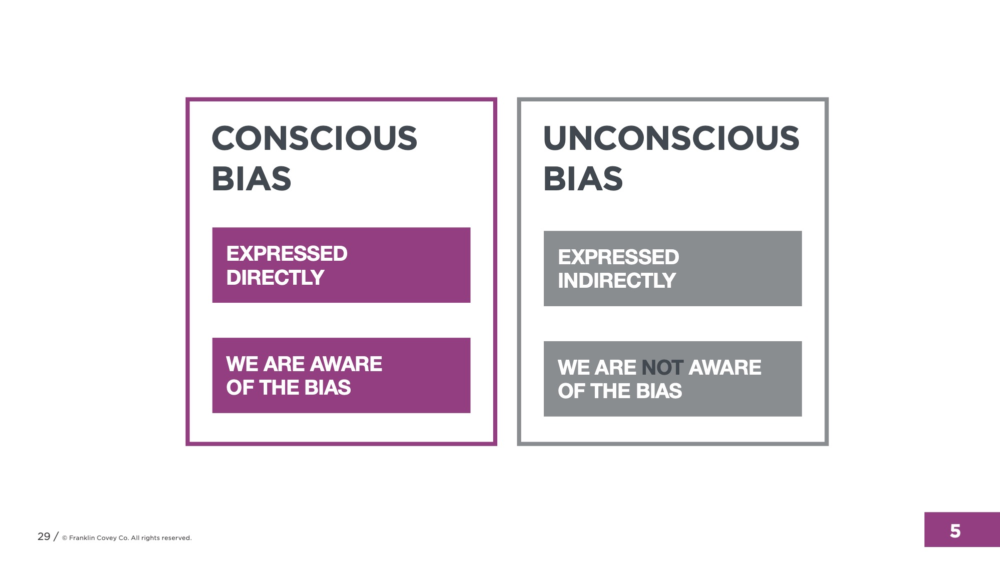 CONSCIOUS
BIAS
EXPRESSED
DIRECTLY
WE ARE AWARE
OF THE BIAS
UNCONSCIOUS
BIAS
EXPRESSED
INDIRECTLY
WE ARE NOT AWARE
OF THE BIAS
29 / © Franklin Covey Co. All rights reserved.
5